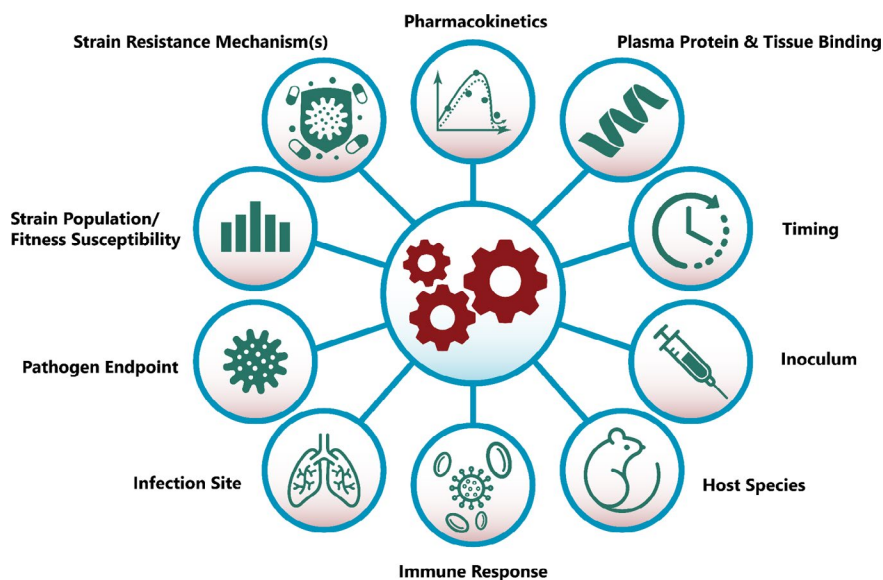 Pharmacokinetics
Strain Resistance Mechanism(s)
Plasma Protein & Tissue Binding
Strain Population/
Fitness Susceptibility
Timing
Pathogen Endpoint
Inoculum
Infection Site
Host Species
Immune Response